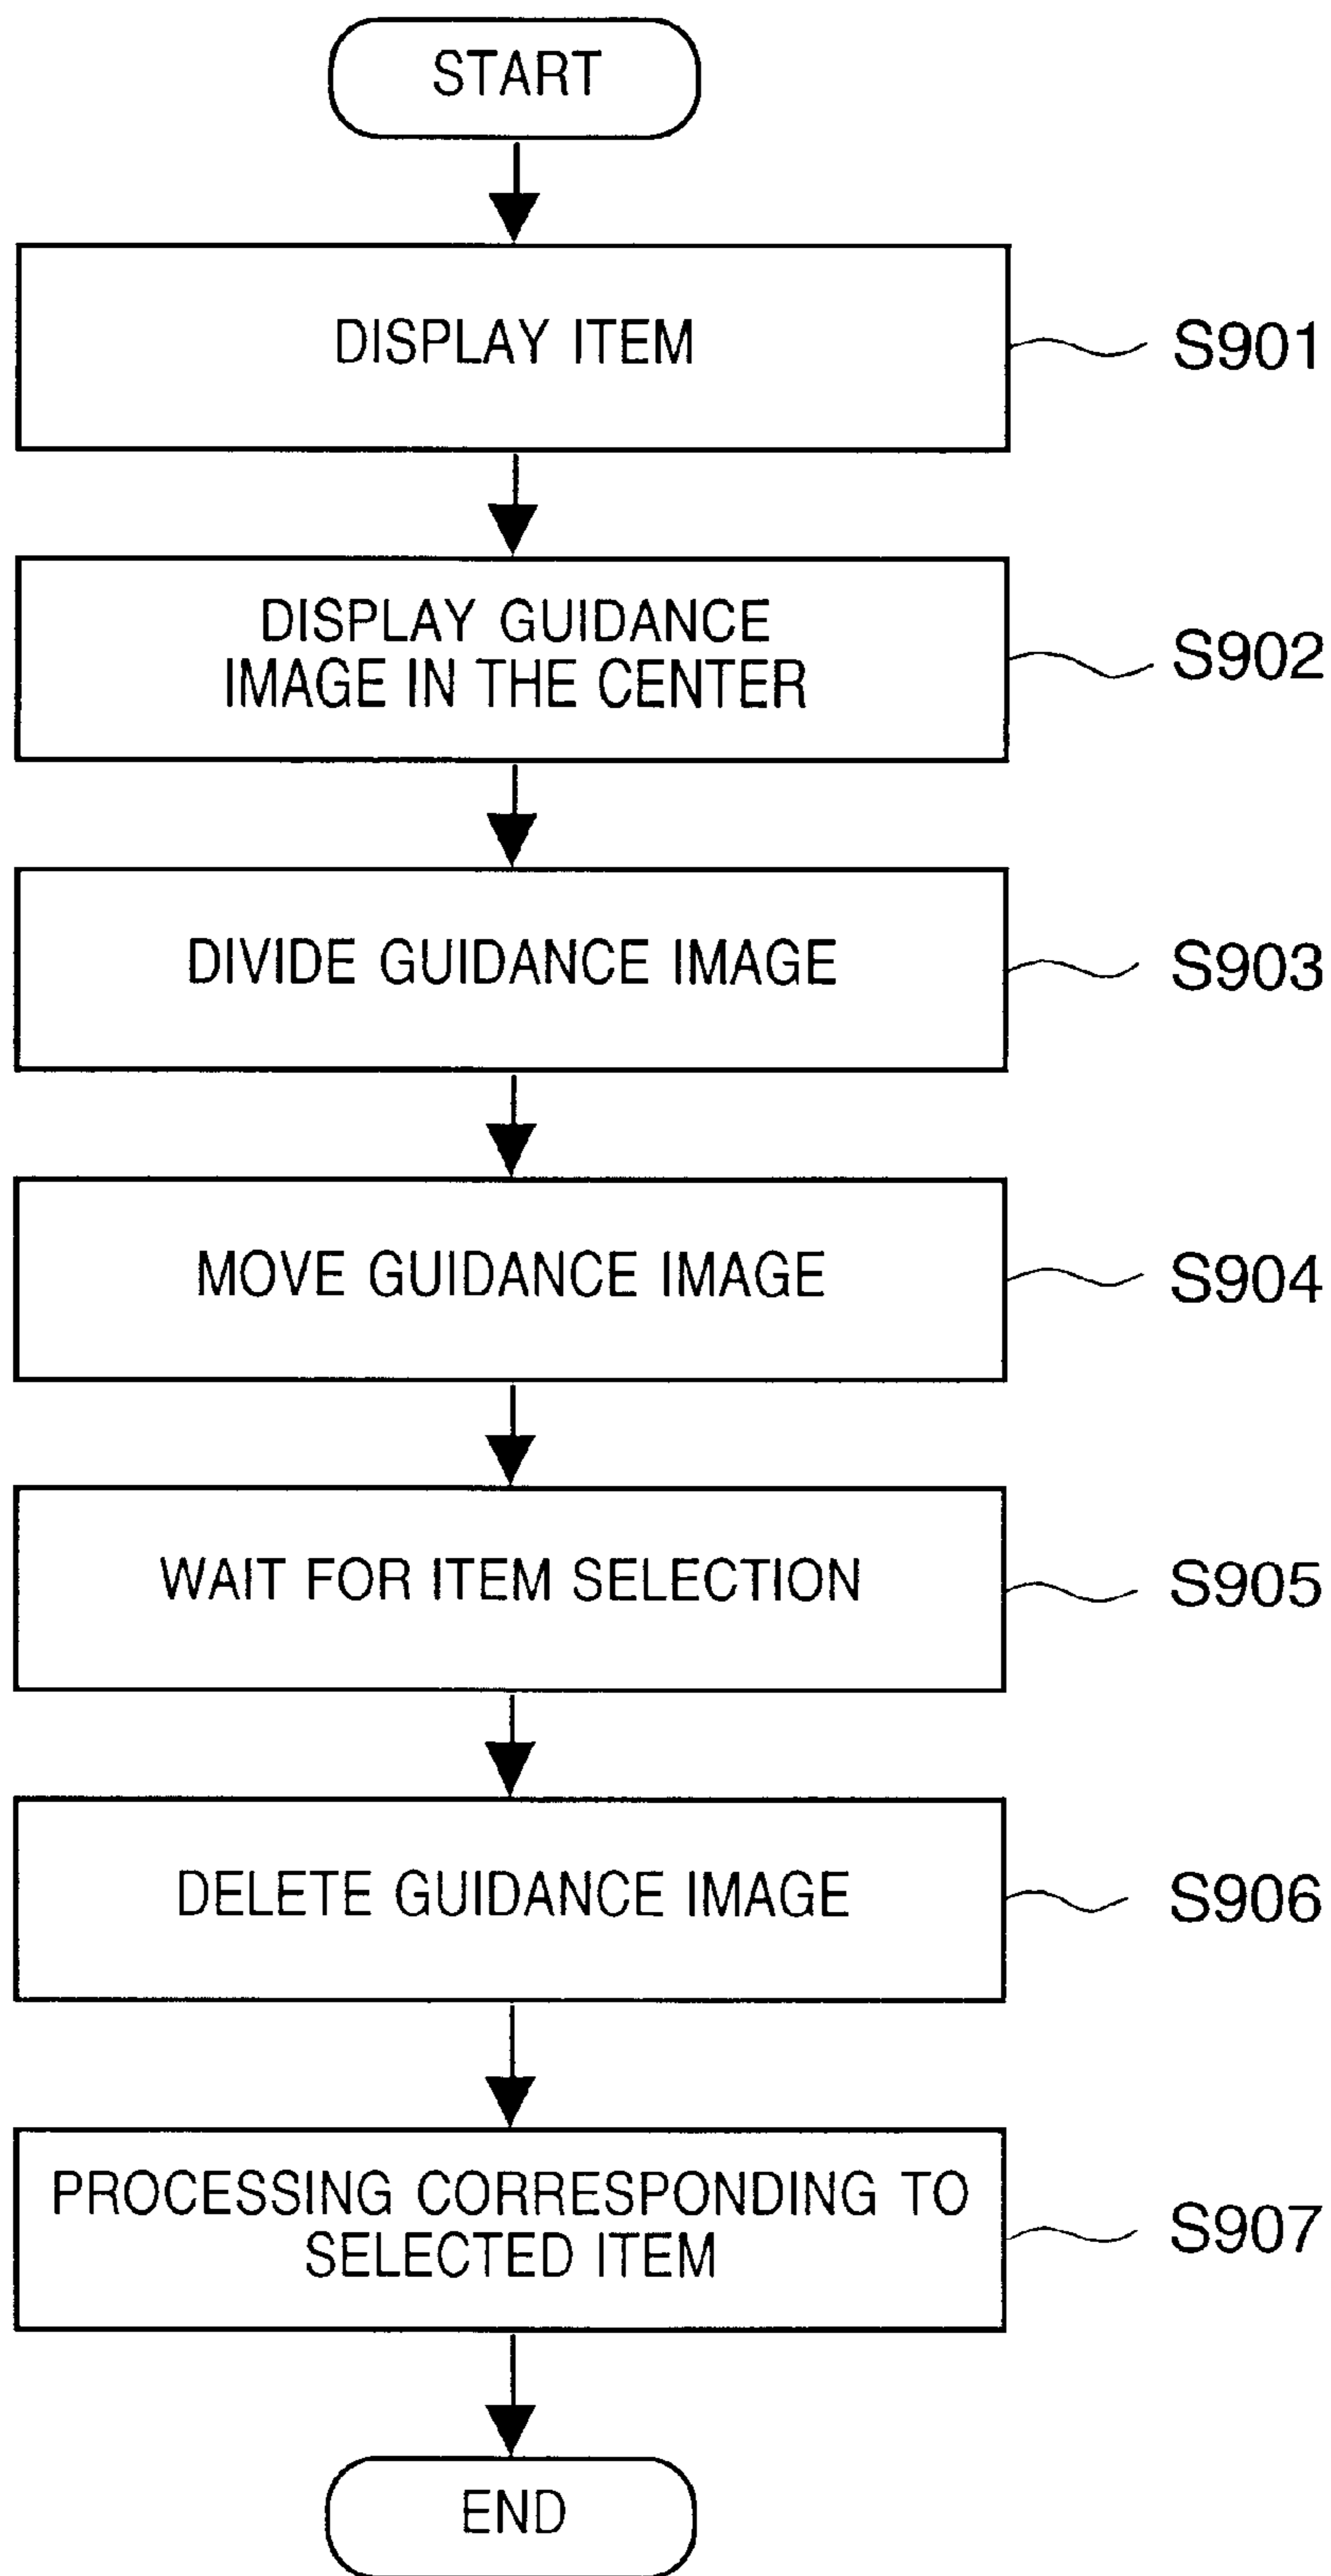 START
DISPLAY ITEM
S901
DISPLAY GUIDANCE
IMAGE IN THE CENTER
S902
DIVIDE GUIDANCE IMAGE
S903
MOVE GUIDANCE IMAGE
S904
WAIT FOR ITEM SELECTION
S905
DELETE GUIDANCE IMAGE
S906
PROCESSING CORRESPONDING TO
SELECTED ITEM
S907
END